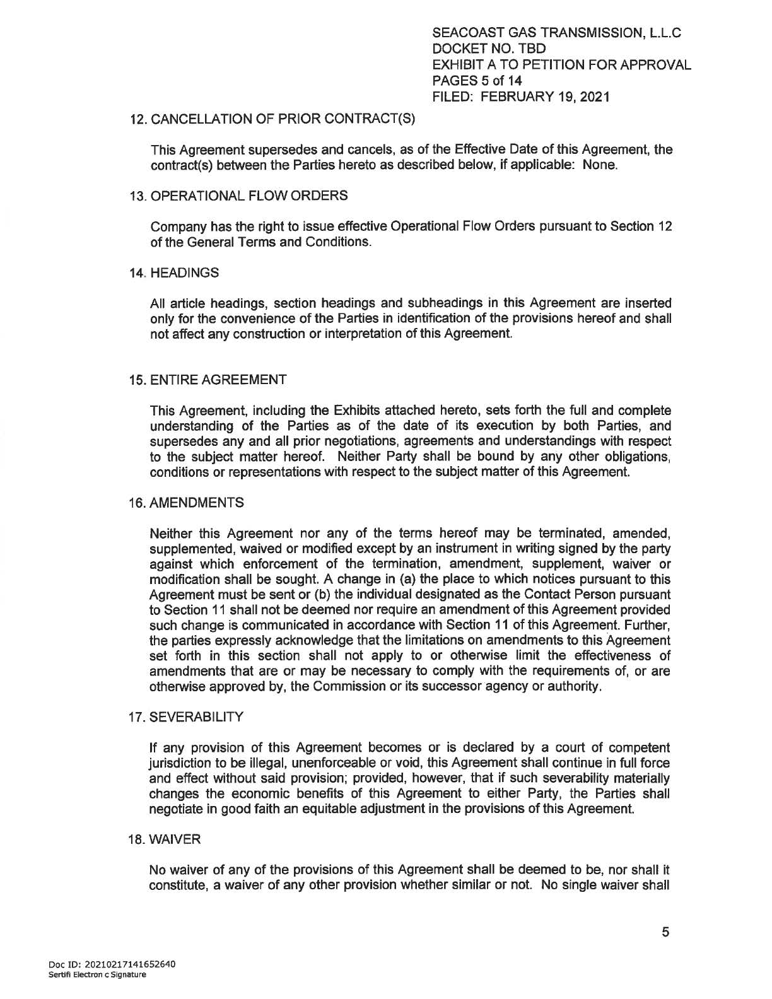 SEACOAST GAS TRANSMISSION, L.L.C
DOCKET NO. TBD
EXHIBIT A TO PETITION FOR APPROVAL
PAGES 5 of 14
FILED: FEBRUARY 19, 2021
12. CANCELLATION OF PRIOR CONTRACT(S)
This Agreement supersedes and cancels, as of the Effective Date of this Agreement, the
contract(s) between the Parties hereto as described below, if applicable: None.
13. OPERATIONAL FLOW ORDERS
Company has the right to issue effective Operational Flow Orders pursuant to Section 12
of the General Terms and Conditions.
14. HEADINGS
All article headings, section headings and subheadings in this Agreement are inserted
only for the convenience of the Parties in identification of the provisions hereof and shall
not affect any construction or interpretation of this Agreement.
15. ENTIRE AGREEMENT
This Agreement, including the Exhibits attached hereto, sets forth the full and complete
understanding of the Parties as of the date of its execution by both Parties, and
supersedes any and all prior negotiations, agreements and understandings with respect
to the subject matter hereof. Neither Party shall be bound by any other obligations,
conditions or representations with respect to the subject matter of this Agreement.
16. AMENDMENTS
Neither this Agreement nor any of the terms hereof may be terminated, amended,
supplemented, waived or modified except by an instrument in writing signed by the party
against which enforcement of the termination, amendment, supplement, waiver or
modification shall be sought. A change in (a) the place to which notices pursuant to this
Agreement must be sent or (b) the individual designated as the Contact Person pursuant
to Section 11 shall not be deemed nor require an amendment of this Agreement provided
such change is communicated in accordance with Section 11 of this Agreement. Further,
the parties expressly acknowledge that the limitations on amendments to this Agreement
set forth in this section shall not apply to or otherwise limit the effectiveness of
amendments that are or may be necessary to comply with the requirements of, or are
otherwise approved by, the Commission or its successor agency or authority.
17. SEVERABILITY
If any provision of this Agreement becomes or is declared by a court of competent
jurisdiction to be illegal, unenforceable or void, this Agreement shall continue in full force
and effect without said provision; provided, however, that if such severability materially
changes the economic benefits of this Agreement to either Party, the Parties shall
negotiate in good faith an equitable adjustment in the provisions of this Agreement.
18. WAIVER
No waiver of any of the provisions of this Agreement shall be deemed to be, nor shall it
constitute, a waiver of any other provision whether similar or not. No single waiver shall
5
Doc ID: 20210217141652640
Sertifi Electron c Signature